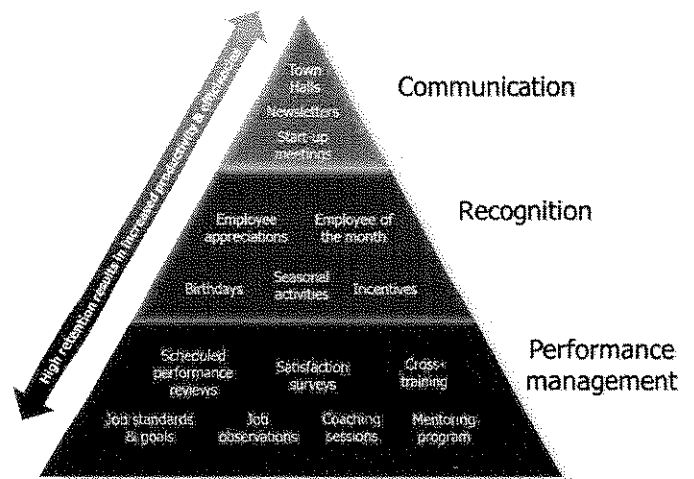 High retention results in increased productivity & efficiencies
Town
Halls
Newsletters
Start-up
meetings
Communication
Employee
appreciations
Employee of
the month
Recognition
Birthdays
Seasonal
activities
Incentives
Scheduled
performance
reviews
Satisfaction
surveys
Cross-
training
Performance
management
Job standards
& goals
Job
observations
Coaching
sessions
Mentoring
program